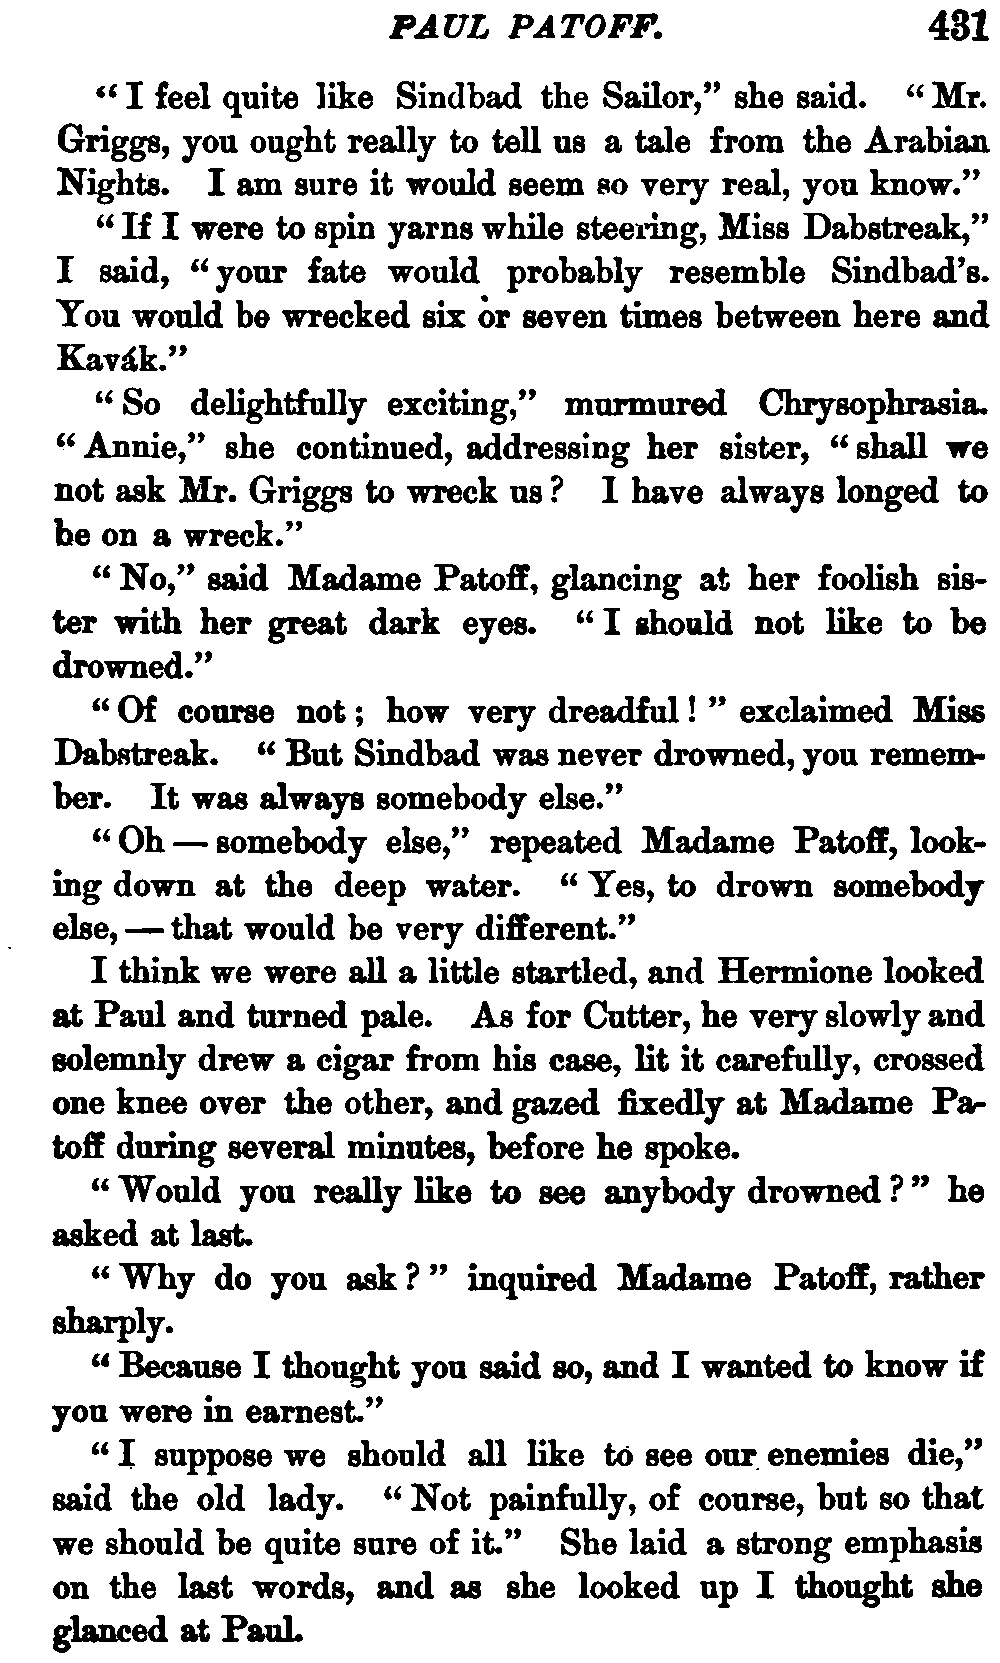 PAUL PATOFF. 431
"I feel quite like Sindbad the Sailor," she said. "Mr.
Griggs, you ought really to tell us a tale from the Arabian
Nights. I am sure it would seem so very real, you know."
"If I were to spin yarns while steering, Miss Dabstreak,"
I said, "your fate would probably resemble Sindbad's.
You would be wrecked six or seven times between here and
Kavák."
"So delightfully exciting," murmured Chrysophrasia.
"Annie," she continued, addressing her sister, "shall we
not ask Mr. Griggs to wreck us? I have always longed to
be on a wreck."
"No," said Madame Patoff, glancing at her foolish sis-
ter with her great dark eyes. "I should not like to be
drowned."
"Of course not; how very dreadful!" exclaimed Miss
Dabstreak. "But Sindbad was never drowned, you remem-
ber. It was always somebody else."
"Oh — somebody else," repeated Madame Patoff, look-
ing down at the deep water. "Yes, to drown somebody
else, — that would be very different."
I think we were all a little startled, and Hermione looked
at Paul and turned pale. As for Cutter, he very slowly and
solemnly drew a cigar from his case, lit it carefully, crossed
one knee over the other, and gazed fixedly at Madame Pa-
toff during several minutes, before he spoke.
"Would you really like to see anybody drowned?" he
asked at last.
"Why do you ask?" inquired Madame Patoff, rather
sharply.
"Because I thought you said so, and I wanted to know if
you were in earnest."
"I suppose we should all like to see our enemies die,"
said the old lady. "Not painfully, of course, but so that
we should be quite sure of it." She laid a strong emphasis
on the last words, and as she looked up I thought she
glanced at Paul.